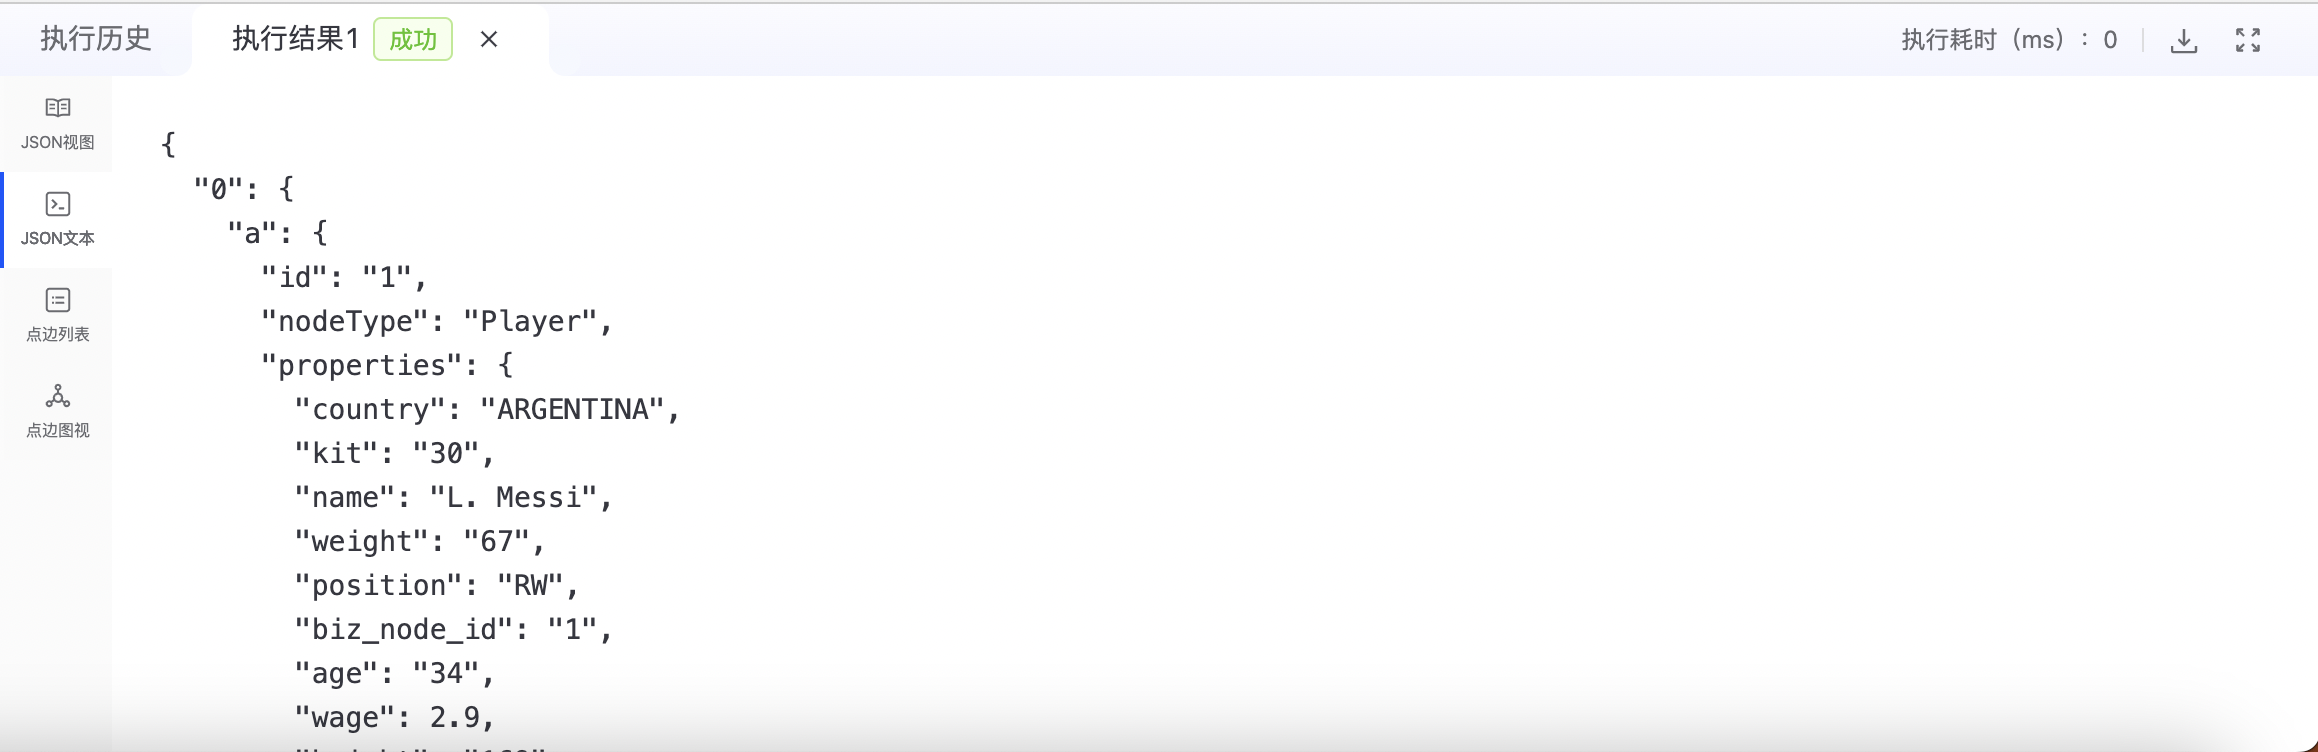 执行历史
执行结果1 成功
执行耗时（ms）：0
JSON视图
JSON文本
点边列表
点边图视
{
"0": {
"a": {
"id": "1",
"nodeType": "Player",
"properties": {
"country": "ARGENTINA",
"kit": "30",
"name": "L. Messi",
"weight": "67",
"position": "RW",
"biz_node_id": "1",
"age": "34",
"wage": 2.9,